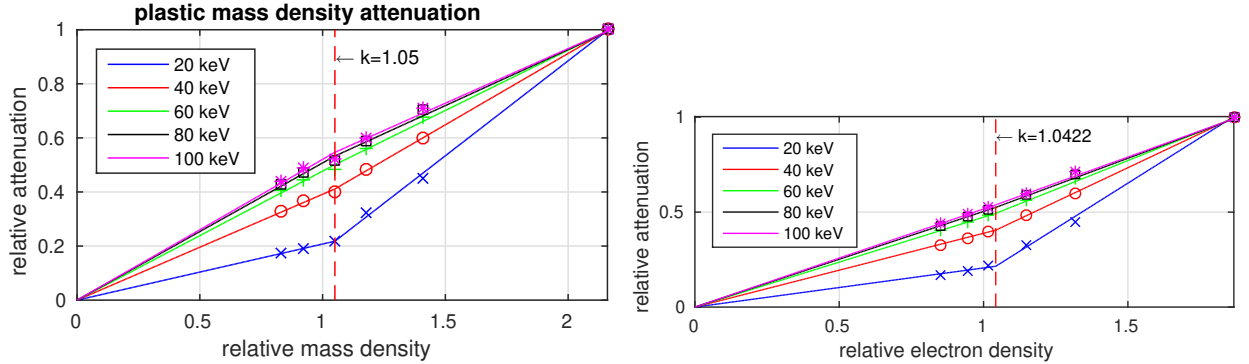 plastic mass density attenuation
1
0.8
0.6
0.4
0.2
0
relative attenuation
20 keV
40 keV
60 keV
80 keV
100 keV
← k=1.05
0
0.5
1
1.5
2
relative mass density
1
0.5
0
relative attenuation
20 keV
40 keV
60 keV
80 keV
100 keV
← k=1.0422
0
0.5
1
1.5
relative electron density